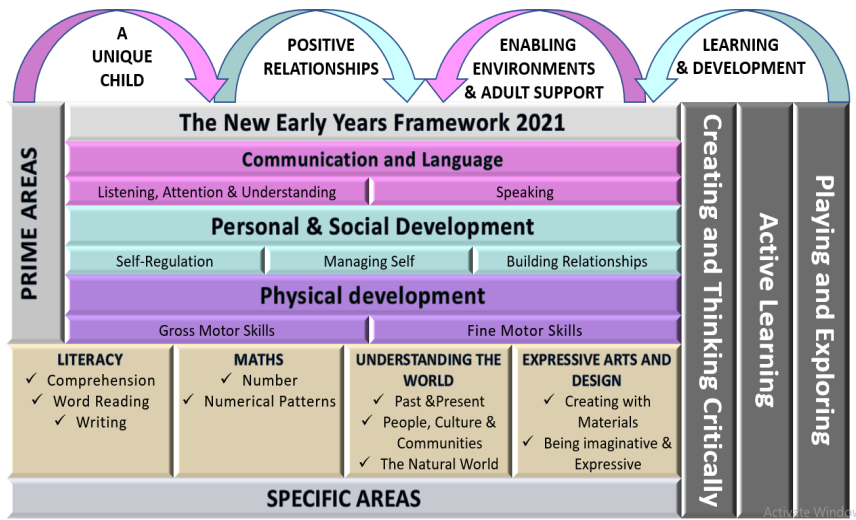 A
UNIQUE
CHILD
POSITIVE
RELATIONSHIPS
ENABLING
ENVIRONMENTS
& ADULT SUPPORT
LEARNING
& DEVELOPMENT
PRIME AREAS
The New Early Years Framework 2021
Communication and Language
Listening, Attention & Understanding
Speaking
Personal & Social Development
Self-Regulation
Managing Self
Building Relationships
Physical development
Gross Motor Skills
Fine Motor Skills
LITERACY
✓ Comprehension
✓ Word Reading
✓ Writing
MATHS
✓ Number
✓ Numerical Patterns
UNDERSTANDING THE
WORLD
✓ Past &Present
✓ People, Culture &
Communities
✓ The Natural World
EXPRESSIVE ARTS AND
DESIGN
✓ Creating with
Materials
✓ Being imaginative &
Expressive
SPECIFIC AREAS
Creating and Thinking Critically
Active Learning
Playing and Exploring